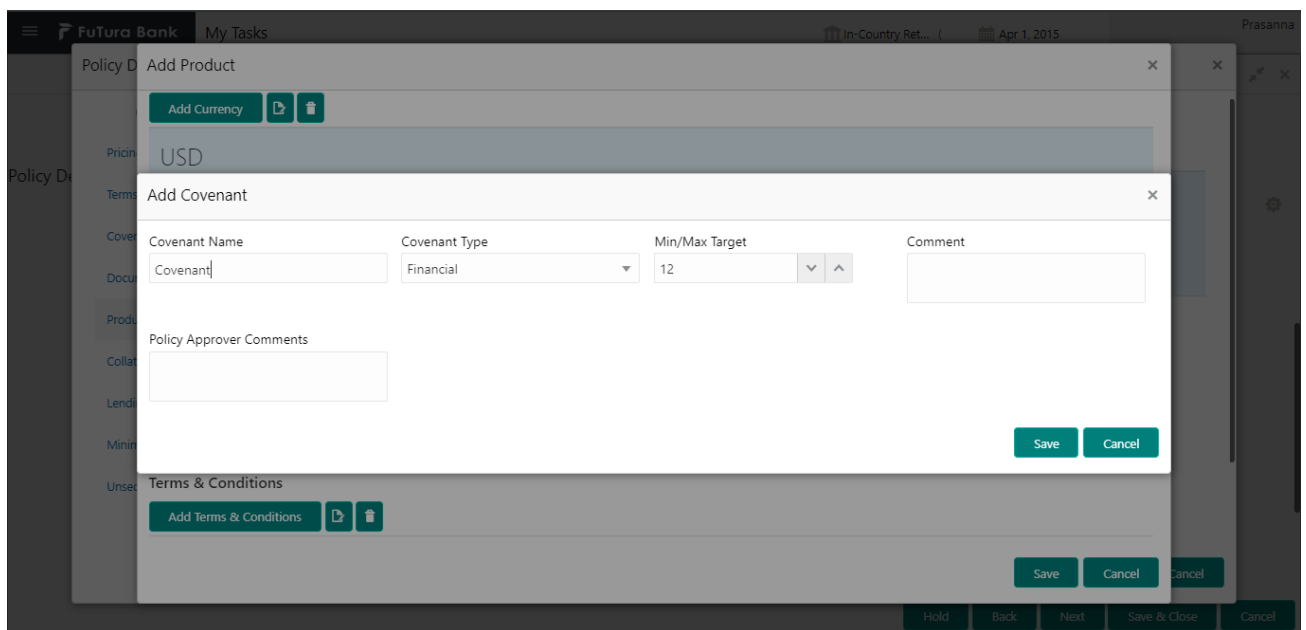 FuTura Bank My Tasks In-Country Ret... ( Apr 1, 2015 Prasanna
Policy D Add Product
Add Currency
Pricin USD
Policy De
Terms Add Covenant
Cover Covenant Name Covenant Type Min/Max Target Comment
Covenant Financial 12
Docu
Produ
Policy Approver Comments
Collat
Lendi
Minim Save Cancel
Unsec Terms & Conditions
Add Terms & Conditions
Save Cancel Cancel
Hold Back Next Save & Close Cancel